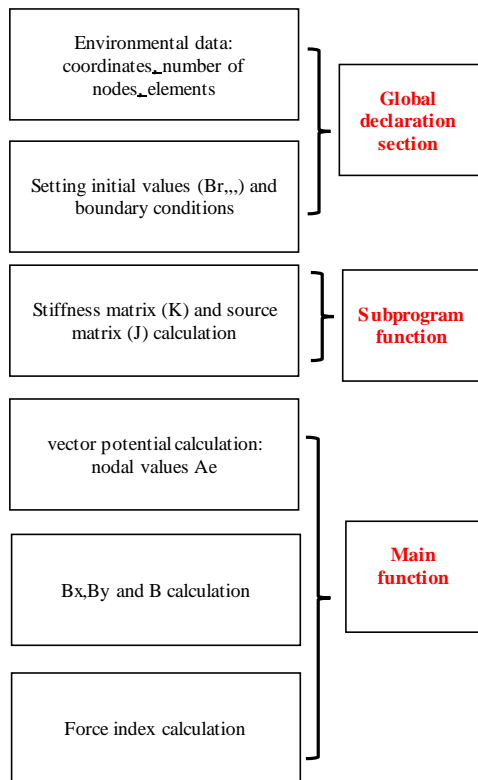 Environmental data:
coordinates, number of
nodes, elements
Global
declaration
section
Setting initial values (Br,,,) and
boundary conditions
Stiffness matrix (K) and source
matrix (J) calculation
Subprogram
function
vector potential calculation:
nodal values Ae
Main
function
Bx,By and B calculation
Force index calculation